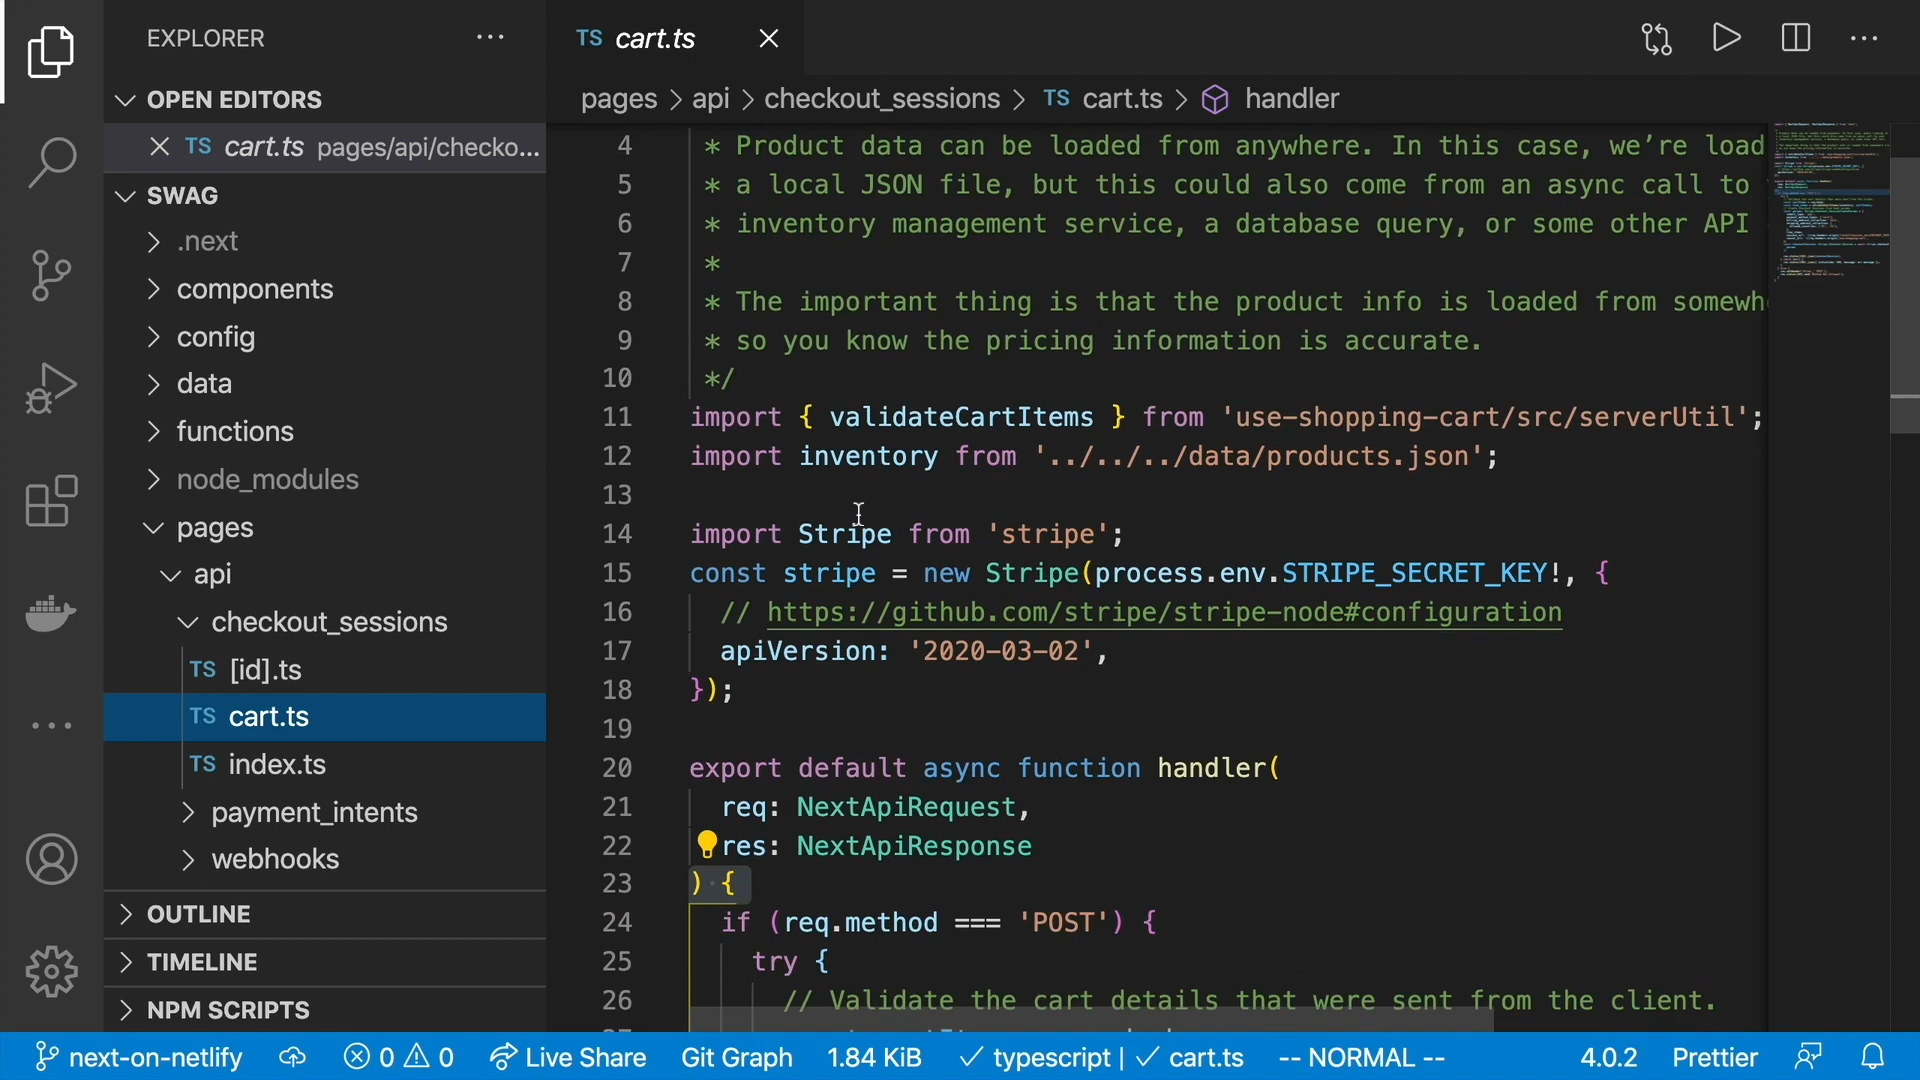 EXPLORER
OPEN EDITORS
TS cart.ts pages/api/checko...
SWAG
.next
components
config
data
functions
node_modules
pages
api
checkout_sessions
TS [id].ts
TS cart.ts
TS index.ts
payment_intents
webhooks
OUTLINE
TIMELINE
NPM SCRIPTS
TS cart.ts
pages > api > checkout_sessions > TS cart.ts > handler
4 * Product data can be loaded from anywhere. In this case, we’re load
5 * a local JSON file, but this could also come from an async call to
6 * inventory management service, a database query, or some other API
7 *
8 * The important thing is that the product info is loaded from somewh
9 * so you know the pricing information is accurate.
10 */
11 import { validateCartItems } from 'use-shopping-cart/src/serverUtil';
12 import inventory from '../../../data/products.json';
13
14 import Stripe from 'stripe';
15 const stripe = new Stripe(process.env.STRIPE_SECRET_KEY!, {
16 // https://github.com/stripe/stripe-node#configuration
17 apiVersion: '2020-03-02',
18 });
19
20 export default async function handler(
21 req: NextApiRequest,
22 res: NextApiResponse
23 ) {
24 if (req.method === 'POST') {
25 try {
26 // Validate the cart details that were sent from the client.
next-on-netlify 0 0 Live Share Git Graph 1.84 KiB typescript | cart.ts -- NORMAL -- 4.0.2 Prettier